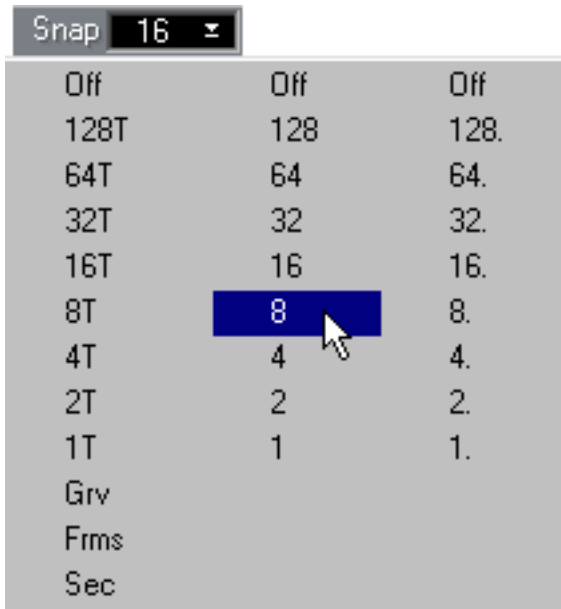 Snap 16
Off Off Off
128T 128 128.
64T 64 64.
32T 32 32.
16T 16 16.
8T 8 8.
4T 4 4.
2T 2 2.
1T 1 1.
Grv
Frms
Sec